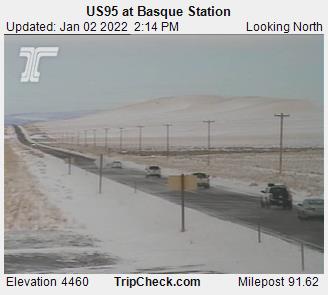 US95 at Basque Station
Updated: Jan 02 2022 2:14 PM Looking North
Elevation 4460 TripCheck.com Milepost 91.62